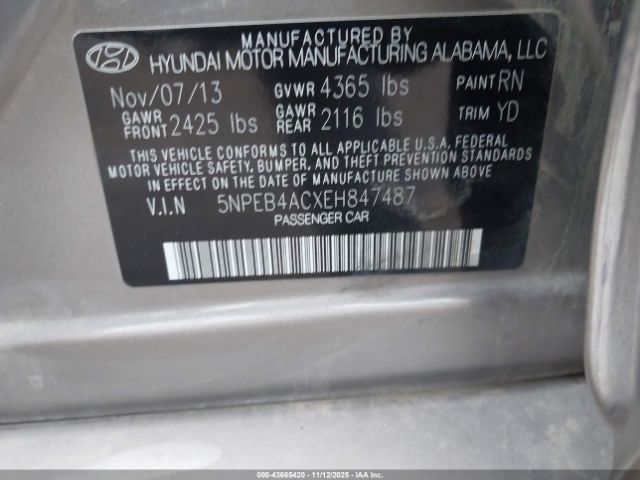 MANUFACTURED BY
HYUNDAI MOTOR MANUFACTURING ALABAMA, LLC
Nov/07/13 GVWR 4365 lbs PAINT RN
GAWR FRONT 2425 lbs GAWR REAR 2116 lbs TRIM YD
THIS VEHICLE CONFORMS TO ALL APPLICABLE U.S.A. FEDERAL
MOTOR VEHICLE SAFETY, BUMPER, AND THEFT PREVENTION
STANDARDS IN EFFECT ON THE DATE OF MANUFACTURE SHOWN ABOVE.
V.I.N 5NPEB4ACXEH847487
PASSENGER CAR
000-43665420 - 11/12/2025 - IAAI.COM